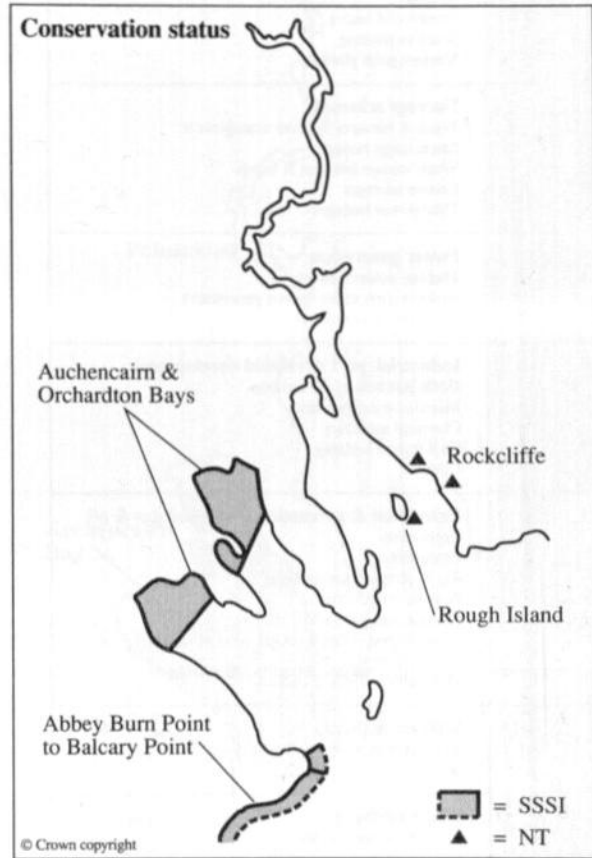 Conservation status
Auchencairn &
Orchardton Bays
Rockcliffe
Rough Island
Abbey Burn Point
to Balcary Point
= SSSI
= NT
© Crown copyright